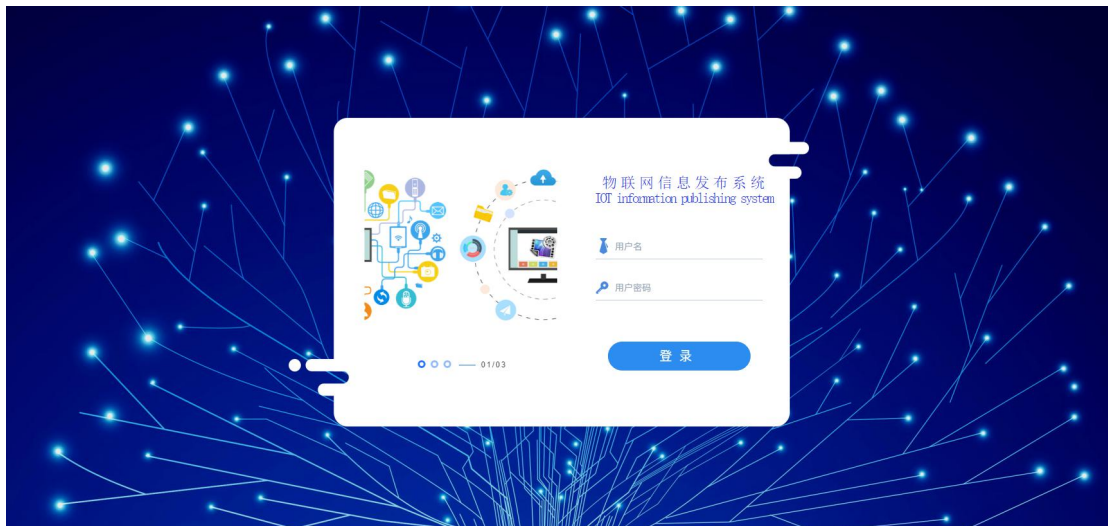 物联网信息发布系统
IOT information publishing system
用户名
用户密码
登 录
01/03